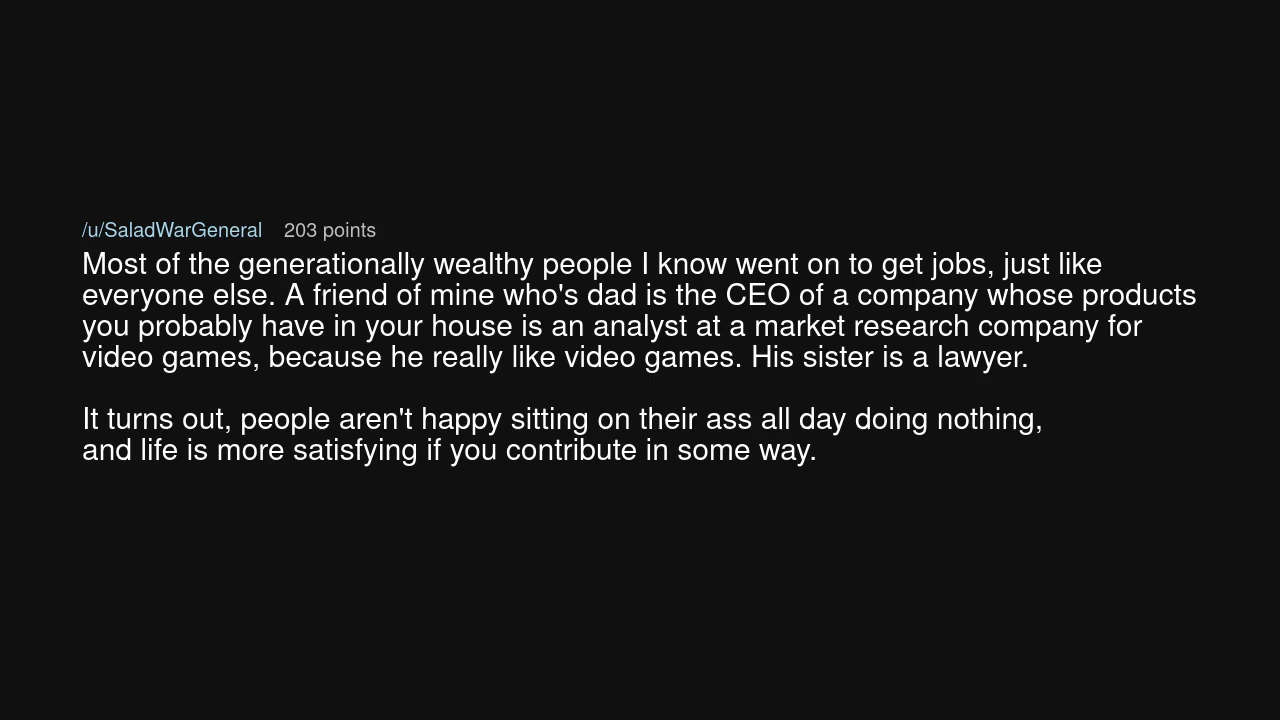 /u/SaladWarGeneral 203 points
Most of the generationally wealthy people I know went on to get jobs, just like
everyone else. A friend of mine who's dad is the CEO of a company whose products
you probably have in your house is an analyst at a market research company for
video games, because he really like video games. His sister is a lawyer.
It turns out, people aren't happy sitting on their ass all day doing nothing,
and life is more satisfying if you contribute in some way.